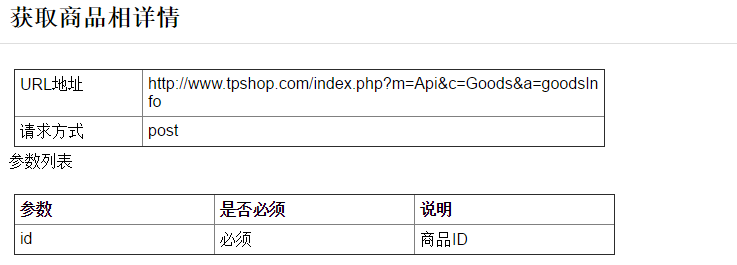 获取商品相详情
URL地址 http://www.tpshop.com/index.php?m=Api&c=Goods&a=goodsIn
fo
请求方式 post
参数列表
参数 是否必须 说明
id 必须 商品ID